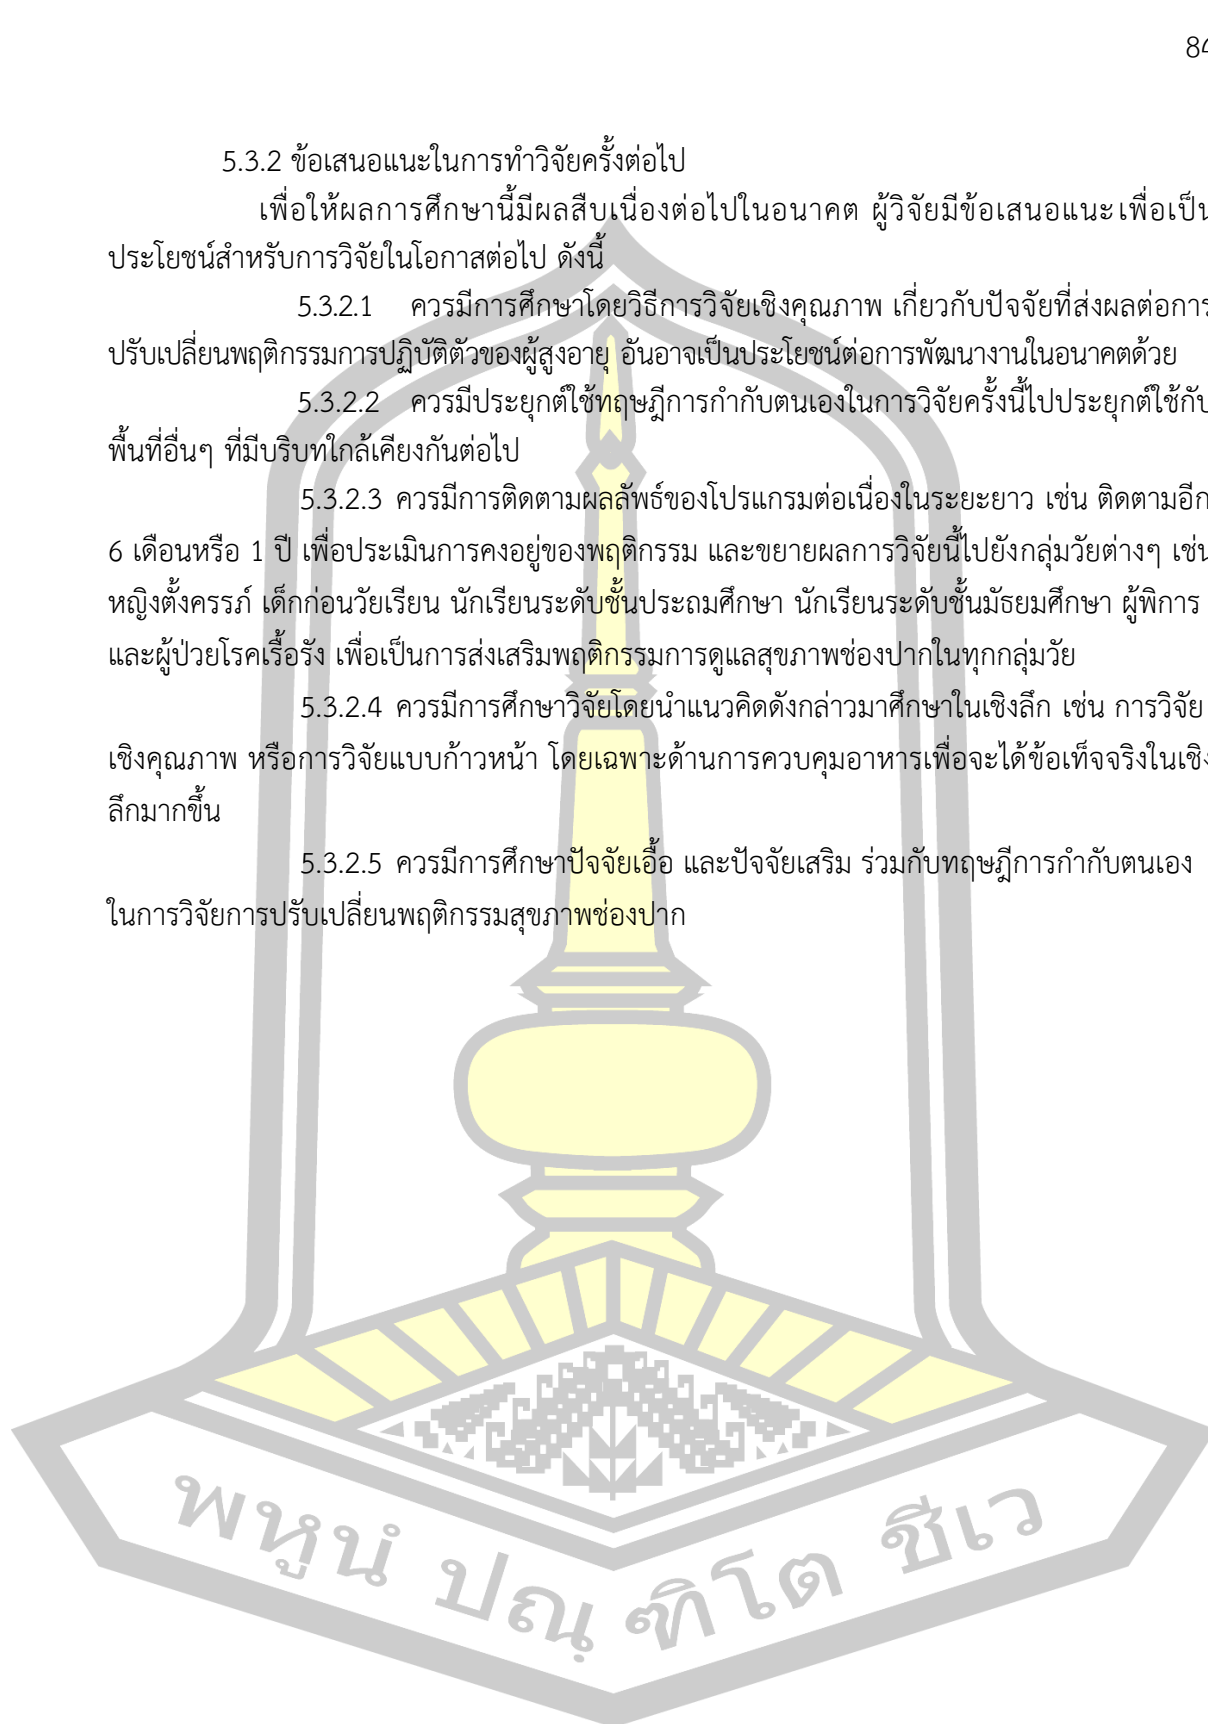 84
5.3.2 ข้อเสนอแนะในการทำวิจัยครั้งต่อไป
เพื่อให้ผลการศึกษานี้มีผลสืบเนื่องต่อไปในอนาคต ผู้วิจัยมีข้อเสนอแนะเพื่อเป็น
ประโยชน์สำหรับการวิจัยในโอกาสต่อไป ดังนี้
5.3.2.1 ควรมีการศึกษาโดยวิธีการวิจัยเชิงคุณภาพ เกี่ยวกับปัจจัยที่ส่งผลต่อการ
ปรับเปลี่ยนพฤติกรรมการปฏิบัติตัวของผู้สูงอายุ อันอาจเป็นประโยชน์ต่อการพัฒนางานในอนาคตด้วย
5.3.2.2 ควรมีประยุกต์ใช้ทฤษฎีการกำกับตนเองในการวิจัยครั้งนี้ไปประยุกต์ใช้กับ
พื้นที่อื่นๆ ที่มีบริบทใกล้เคียงกันต่อไป
5.3.2.3 ควรมีการติดตามผลลัพธ์ของโปรแกรมต่อเนื่องในระยะยาว เช่น ติดตามอีก
6 เดือนหรือ 1 ปี เพื่อประเมินการคงอยู่ของพฤติกรรม และขยายผลการวิจัยนี้ไปยังกลุ่มวัยต่างๆ เช่น
หญิงตั้งครรภ์ เด็กก่อนวัยเรียน นักเรียนระดับชั้นประถมศึกษา นักเรียนระดับชั้นมัธยมศึกษา ผู้พิการ
และผู้ป่วยโรคเรื้อรัง เพื่อเป็นการส่งเสริมพฤติกรรมการดูแลสุขภาพช่องปากในทุกกลุ่มวัย
5.3.2.4 ควรมีการศึกษาวิจัยโดยนำแนวคิดดังกล่าวมาศึกษาในเชิงลึก เช่น การวิจัย
เชิงคุณภาพ หรือการวิจัยแบบก้าวหน้า โดยเฉพาะด้านการควบคุมอาหารเพื่อจะได้ข้อเท็จจริงในเชิง
ลึกมากขึ้น
5.3.2.5 ควรมีการศึกษาปัจจัยเอื้อ และปัจจัยเสริม ร่วมกับทฤษฎีการกำกับตนเอง
ในการวิจัยการปรับเปลี่ยนพฤติกรรมสุขภาพช่องปาก
พหูนํ ปณฺฑิโต ชีเว